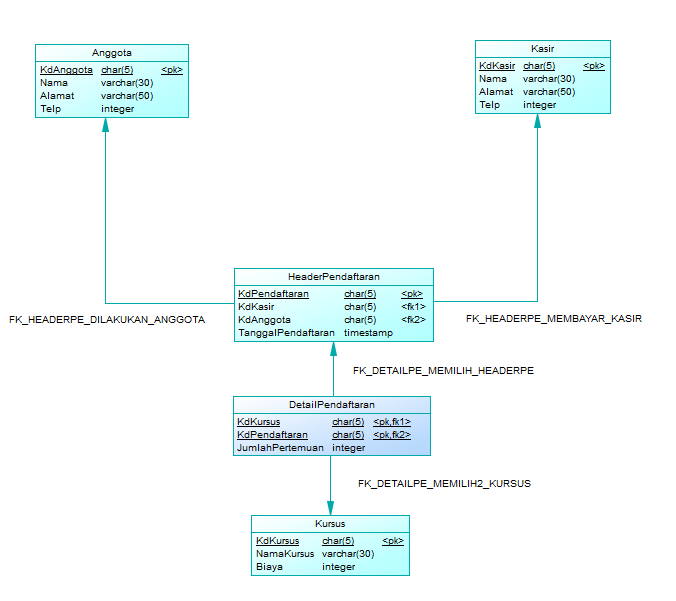 Anggota
KdAnggota char(5) <pk>
Nama varchar(30)
Alamat varchar(50)
Telp integer
Kasir
KdKasir char(5) <pk>
Nama varchar(30)
Alamat varchar(50)
Telp integer
HeaderPendaftaran
KdPendaftaran char(5) <pk>
KdKasir char(5) <fk1>
KdAnggota char(5) <fk2>
TanggalPendaftaran timestamp
FK_HEADERPE_DILAKUKAN_ANGGOTA
FK_HEADERPE_MEMBAYAR_KASIR
FK_DETAILPE_MEMILIH_HEADERPE
DetailPendaftaran
KdKursus char(5) <pk,fk1>
KdPendaftaran char(5) <pk,fk2>
JumlahPertemuan integer
FK_DETAILPE_MEMILIH2_KURSUS
Kursus
KdKursus char(5) <pk>
NamaKursus varchar(30)
Biaya integer